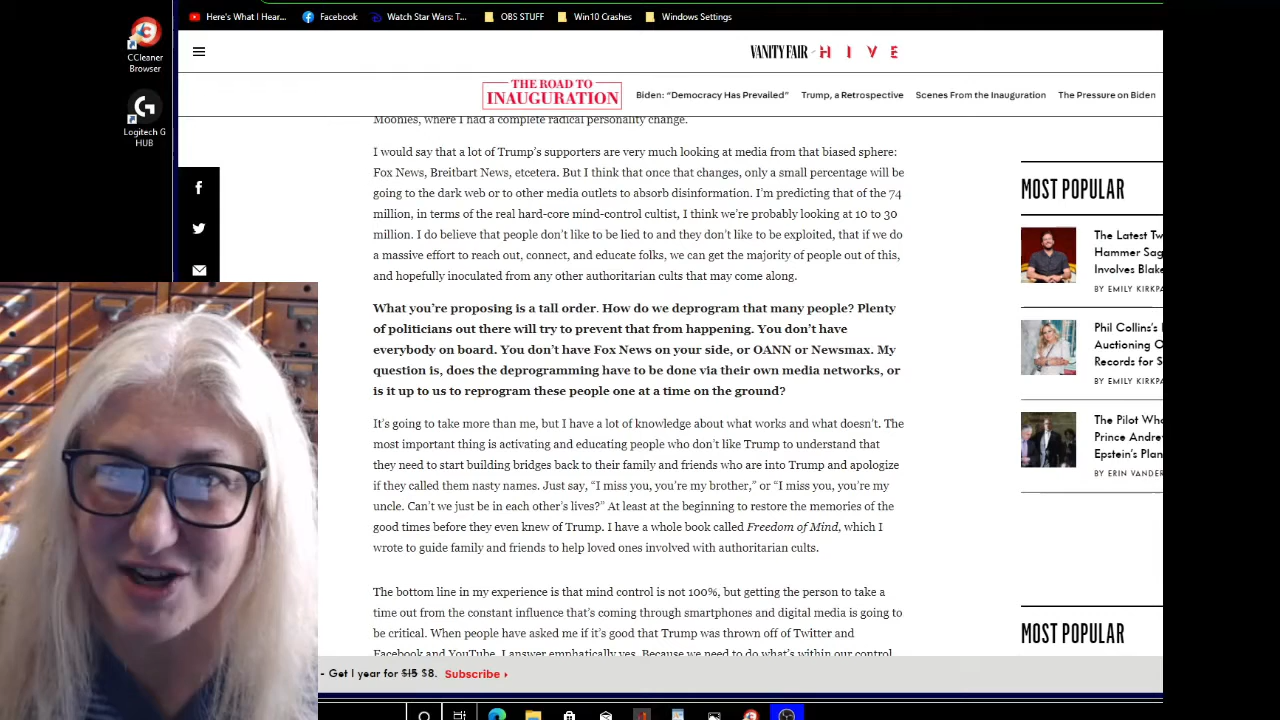 Here's What I Hear...
Facebook
Watch Star Wars: T...
OBS STUFF
Win10 Crashes
Windows Settings
CCleaner
Browser
Logitech G
HUB
VANITY FAIR HIVE
THE ROAD TO
INAUGURATION
Biden: “Democracy Has Prevailed”
Trump, a Retrospective
Scenes From the Inauguration
The Pressure on Biden
Moonies, where I had a complete radical personality change.
I would say that a lot of Trump’s supporters are very much looking at media from that biased sphere:
Fox News, Breitbart News, etcetera. But I think that once that changes, only a small percentage will be
going to the dark web or to other media outlets to absorb disinformation. I’m predicting that of the 74
million, in terms of the real hard-core mind-control cultist, I think we’re probably looking at 10 to 30
million. I do believe that people don’t like to be lied to and they don’t like to be exploited, that if we do
a massive effort to reach out, connect, and educate folks, we can get the majority of people out of this,
and hopefully inoculated from any other authoritarian cults that may come along.
What you’re proposing is a tall order. How do we deprogram that many people? Plenty
of politicians out there will try to prevent that from happening. You don’t have
everybody on board. You don’t have Fox News on your side, or OANN or Newsmax. My
question is, does the deprogramming have to be done via their own media networks, or
is it up to us to reprogram these people one at a time on the ground?
It’s going to take more than me, but I have a lot of knowledge about what works and what doesn’t. The
most important thing is activating and educating people who don’t like Trump to understand that
they need to start building bridges back to their family and friends who are into Trump and apologize
if they called them nasty names. Just say, “I miss you, you’re my brother,” or “I miss you, you’re my
uncle. Can’t we just be in each other’s lives?” At least at the beginning to restore the memories of the
good times before they even knew of Trump. I have a whole book called Freedom of Mind, which I
wrote to guide family and friends to help loved ones involved with authoritarian cults.
The bottom line in my experience is that mind control is not 100%, but getting the person to take a
time out from the constant influence that’s coming through smartphones and digital media is going to
be critical. When people have asked me if it’s good that Trump was thrown off of Twitter and
Facebook and YouTube, I answer emphatically yes. Because we need to do what’s within our control
MOST POPULAR
The Latest Tw
Hammer Sag
Involves Blake
BY EMILY KIRKPA
Phil Collins’s
Auctioning O
Records for $
BY EMILY KIRKPA
The Pilot Who
Prince Andre
Epstein’s Plan
BY ERIN VANDER
MOST POPULAR
- Get 1 year for $15 $8. Subscribe ›